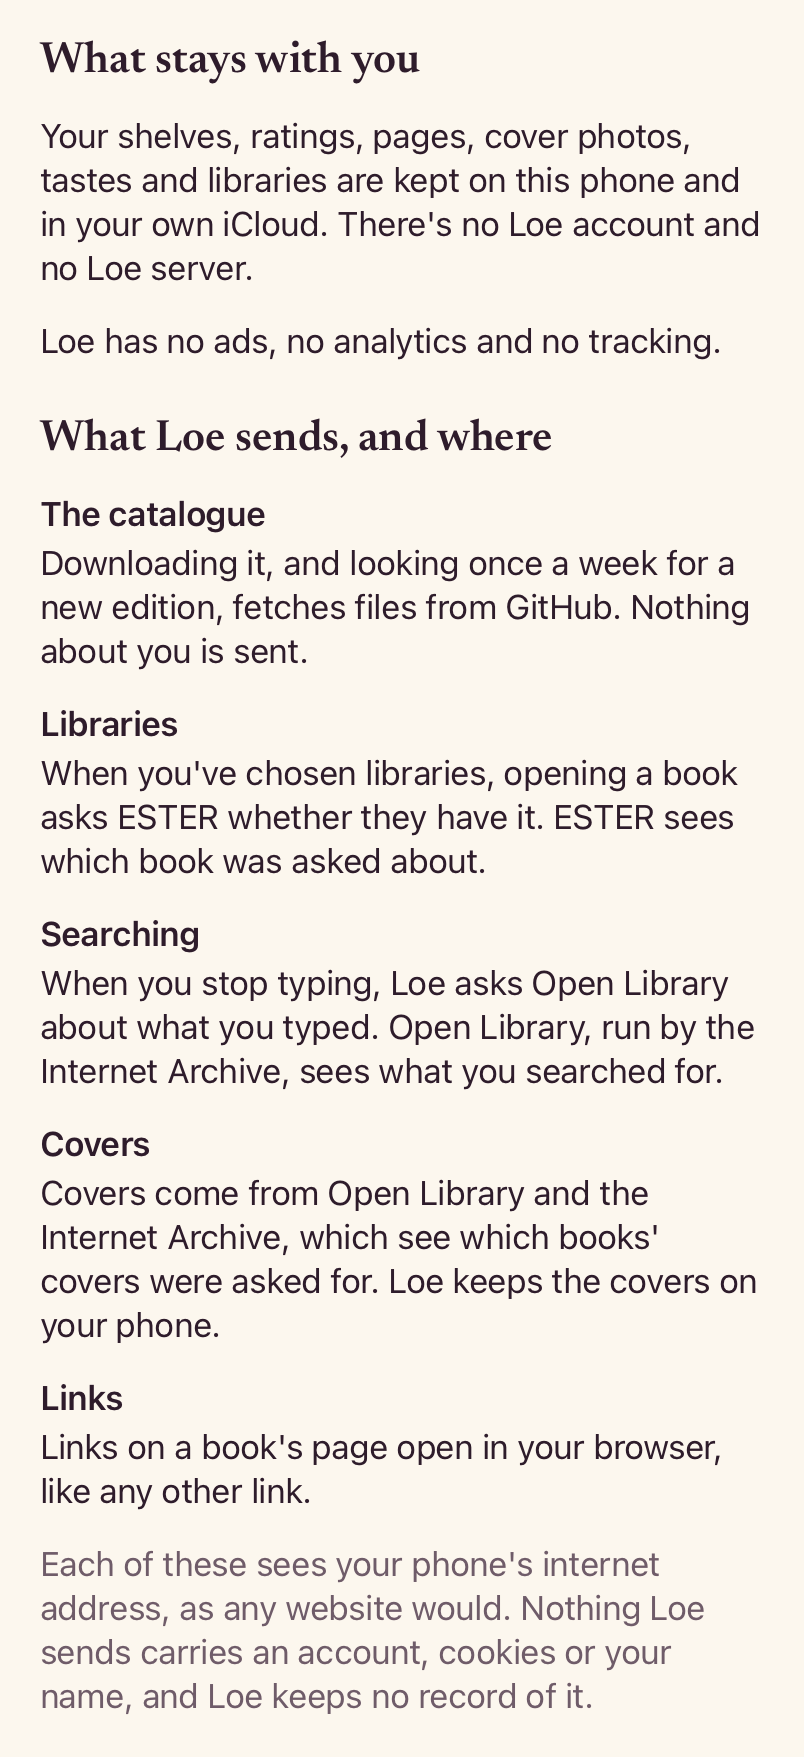 What stays with you
Your shelves, ratings, pages, cover photos,
tastes and libraries are kept on this phone and
in your own iCloud. There's no Loe account and
no Loe server.
Loe has no ads, no analytics and no tracking.
What Loe sends, and where
The catalogue
Downloading it, and looking once a week for a
new edition, fetches files from GitHub. Nothing
about you is sent.
Libraries
When you've chosen libraries, opening a book
asks ESTER whether they have it. ESTER sees
which book was asked about.
Searching
When you stop typing, Loe asks Open Library
about what you typed. Open Library, run by the
Internet Archive, sees what you searched for.
Covers
Covers come from Open Library and the
Internet Archive, which see which books'
covers were asked for. Loe keeps the covers on
your phone.
Links
Links on a book's page open in your browser,
like any other link.
Each of these sees your phone's internet
address, as any website would. Nothing Loe
sends carries an account, cookies or your
name, and Loe keeps no record of it.